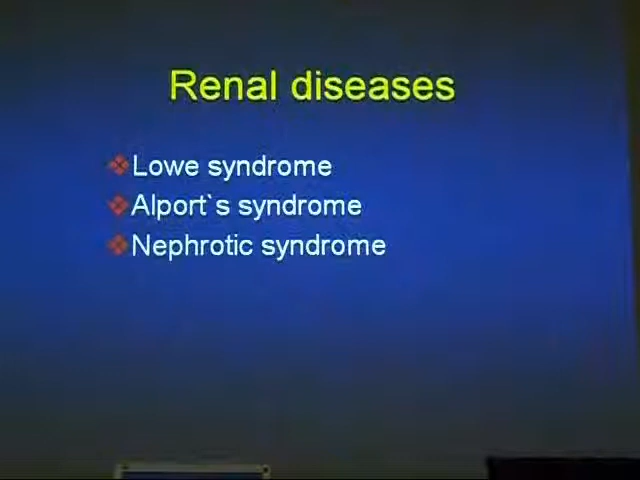 Renal diseases
Lowe syndrome
Alport`s syndrome
Nephrotic syndrome